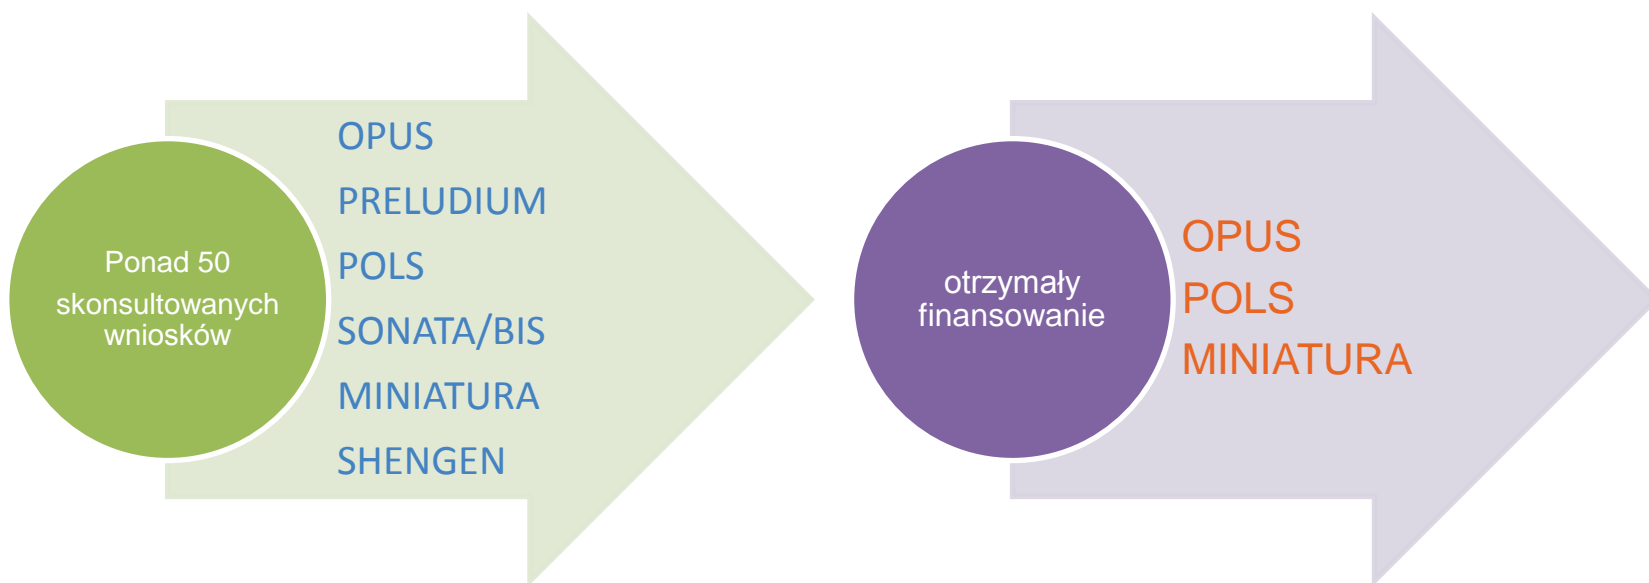 Ponad 50
skonsultowanych
wniosków
OPUS
PRELUDIUM
POLS
SONATA/BIS
MINIATURA
SHENGEN
otrzymały
finansowanie
OPUS
POLS
MINIATURA